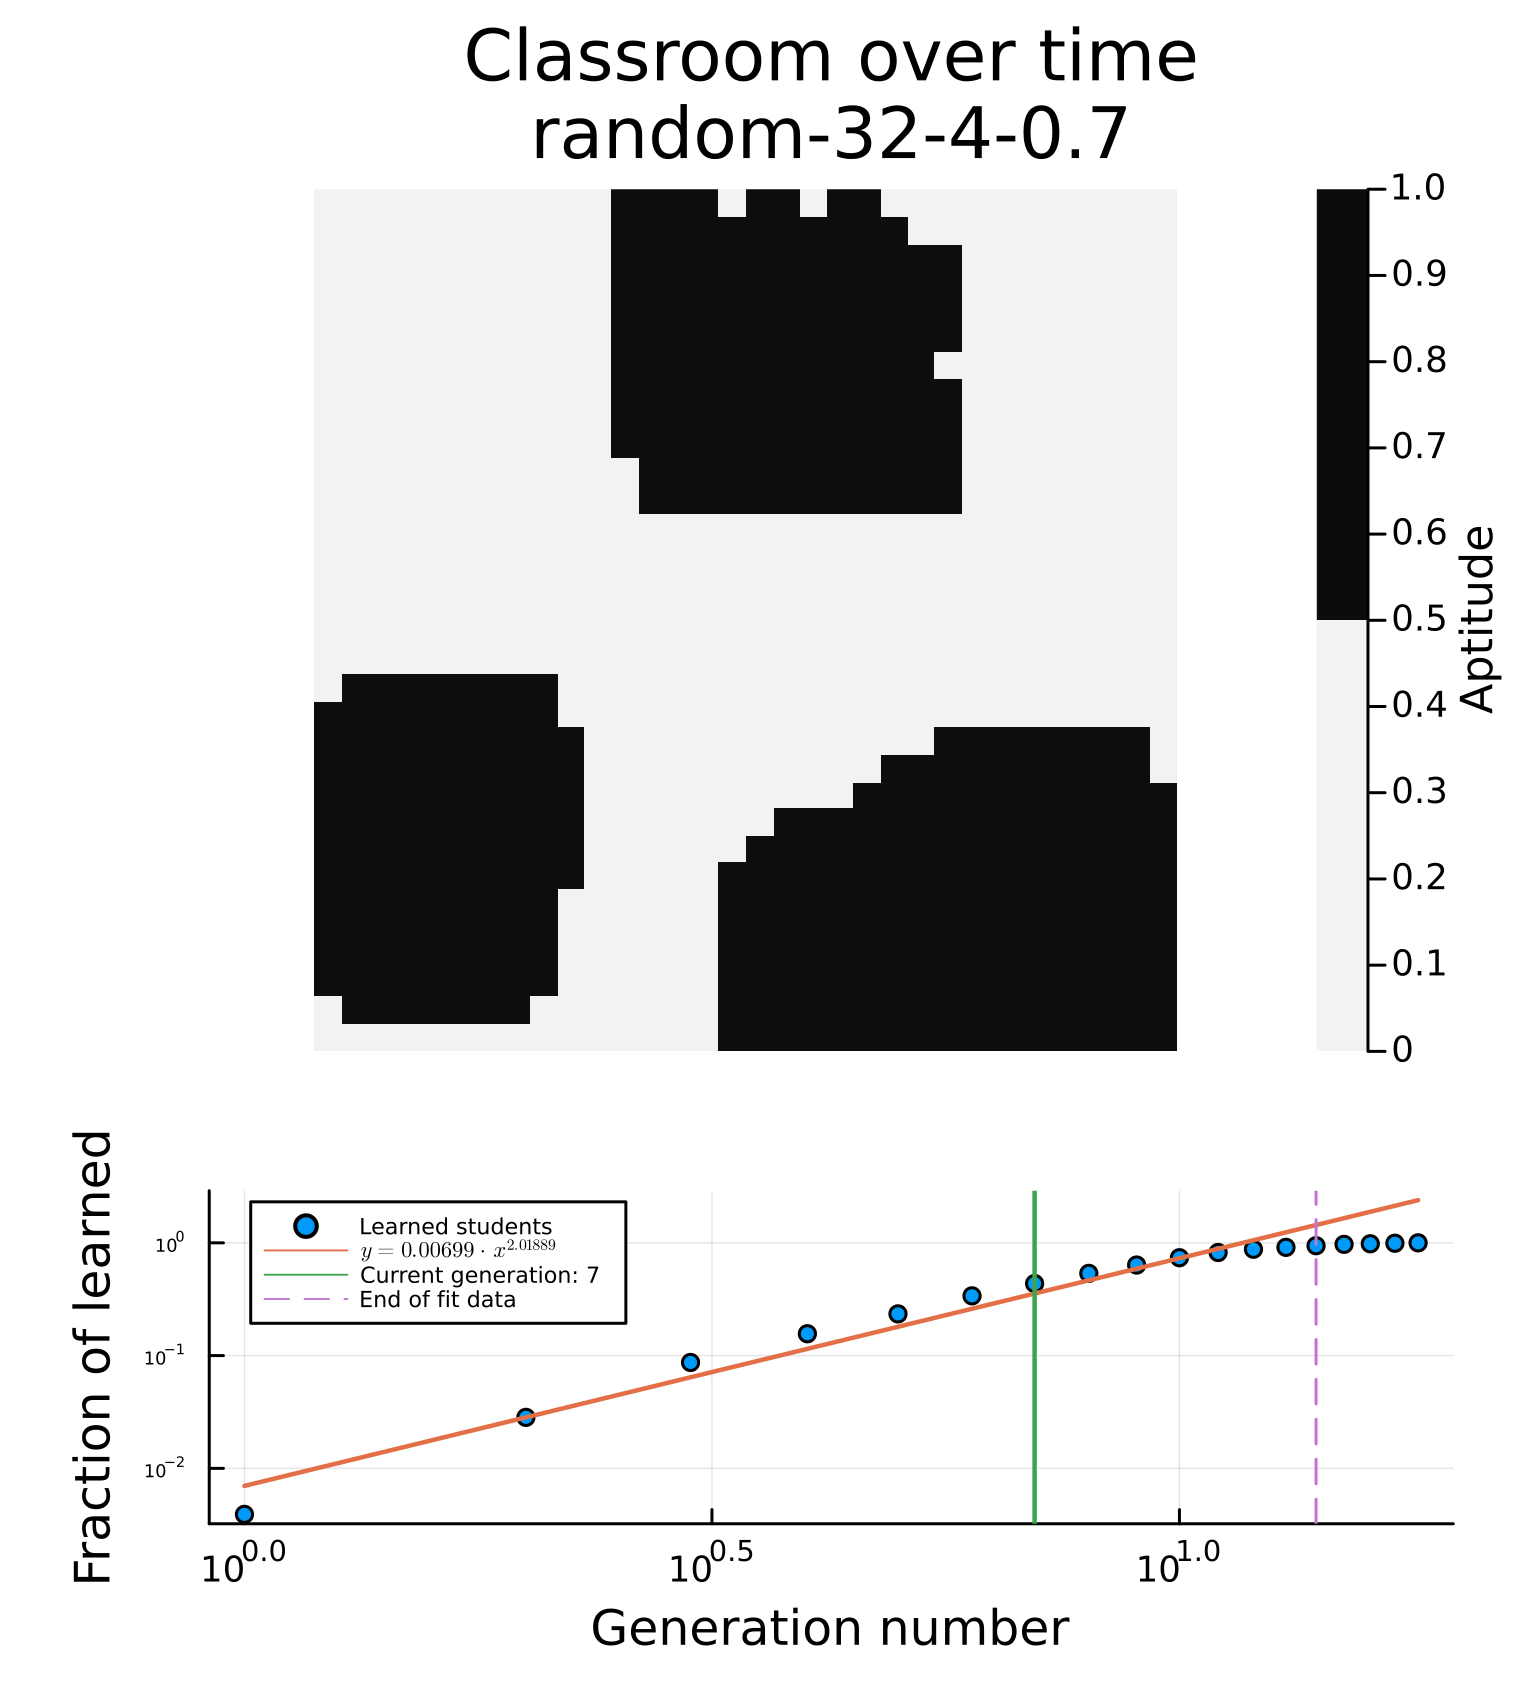 Classroom over time
random-32-4-0.7
1.0
0.9
0.8
0.7
0.6
0.5
0.4
0.3
0.2
0.1
0
Aptitude
Fraction of learned
10⁰
10⁻¹
10⁻²
Learned students
y = 0.00699 · x^2.01889
Current generation: 7
End of fit data
10^0.0
10^0.5
10^1.0
Generation number